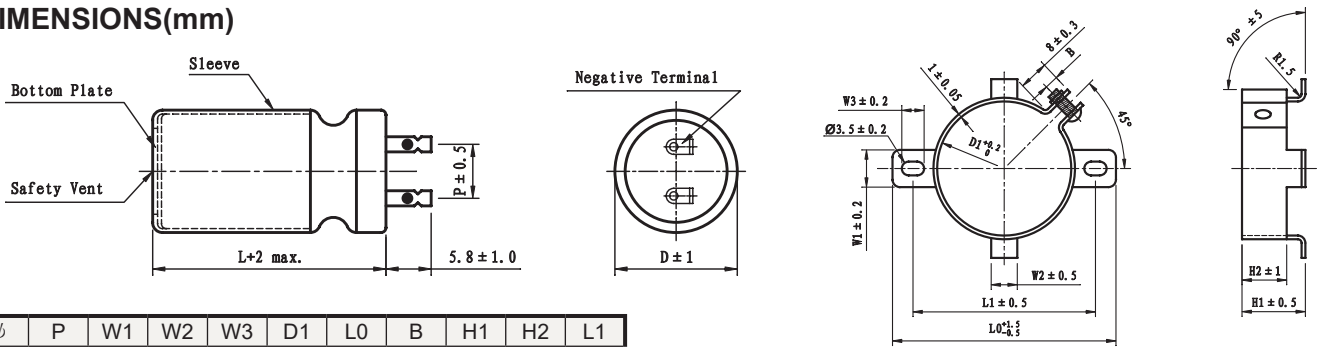 IMENSIONS(mm)
Sleeve
Bottom Plate
Safety Vent
P±0.5
L+2 max.
5.8±1.0
Negative Terminal
D±1
8±0.3
B
1±0.05
45°
W3±0.2
Ø3.5±0.2
D1+0.2 0
W1±0.2
W2±0.5
L1±0.5
L0+1.5 -0.5
90° ±5
R1.5
H2±1
H1±0.5
P W1 W2 W3 D1 L0 B H1 H2 L1